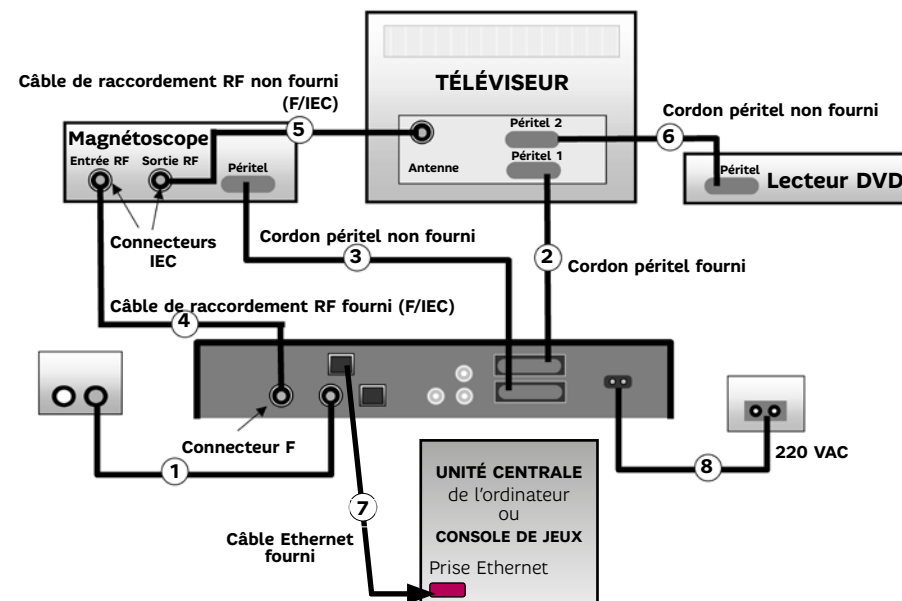 Câble de raccordement RF non fourni
(F/IEC)
5
TÉLÉVISEUR
Antenne
Péritel 2
Péritel 1
Cordon péritel non fourni
6
Magnétoscope
Entrée RF
Sortie RF
Péritel
Péritel
Lecteur DVD
Connecteurs
IEC
Cordon péritel non fourni
3
2
Cordon péritel fourni
Câble de raccordement RF fourni (F/IEC)
4
Connecteur F
1
7
Câble Ethernet
fourni
UNITÉ CENTRALE
de l'ordinateur
ou
CONSOLE DE JEUX
Prise Ethernet
8
220 VAC